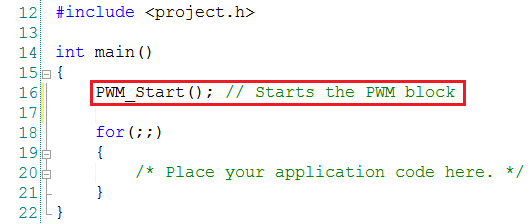 12 #include <project.h>
13
14 int main()
15 {
16 PWM_Start(); // Starts the PWM block
17
18 for(;;)
19 {
20 /* Place your application code here. */
21 }
22 }